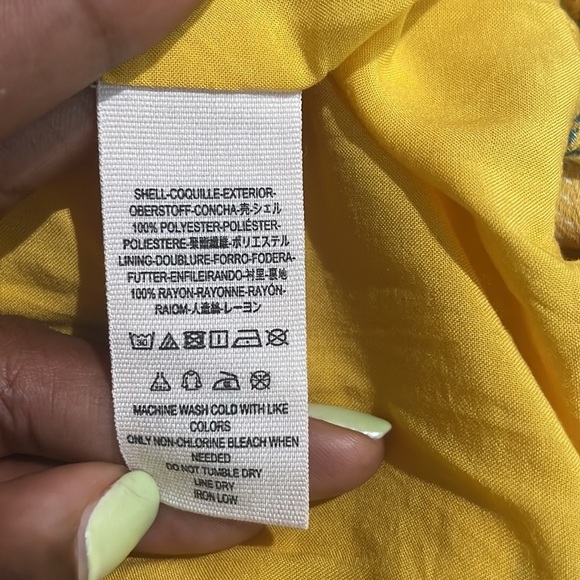 SHELL-COQUILLE-EXTERIOR-
OBERSTOFF-CONCHA-壳-シェル
100% POLYESTER-POLIÉSTER-
POLIESTERE-聚酯纖維-ポリエステル
LINING-DOUBLURE-FORRO-FODERA-
FUTTER-ENFILEIRANDO-衬里-裏地
100% RAYON-RAYONNE-RAYÓN-
RAIOM-人造絲-レーヨン
MACHINE WASH COLD WITH LIKE
COLORS
ONLY NON-CHLORINE BLEACH WHEN
NEEDED
DO NOT TUMBLE DRY
LINE DRY
IRON LOW